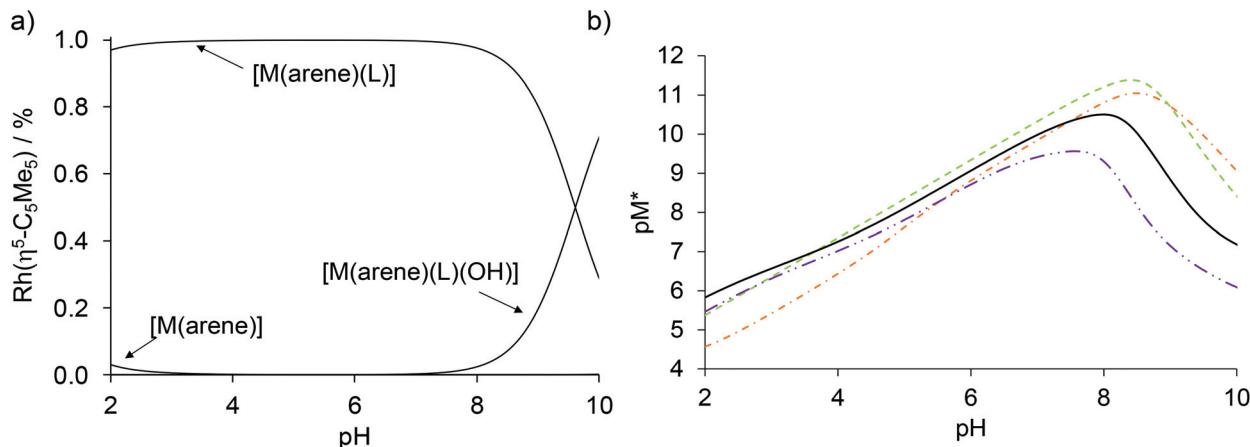 a)
1.0
0.8
0.6
0.4
0.2
0.0
Rh(η⁵-C₅Me₅) / %
[M(arene)(L)]
[M(arene)(L)(OH)]
[M(arene)]
2
4
6
8
10
pH
b)
12
11
10
9
8
7
6
5
4
pM*
2
4
6
8
10
pH